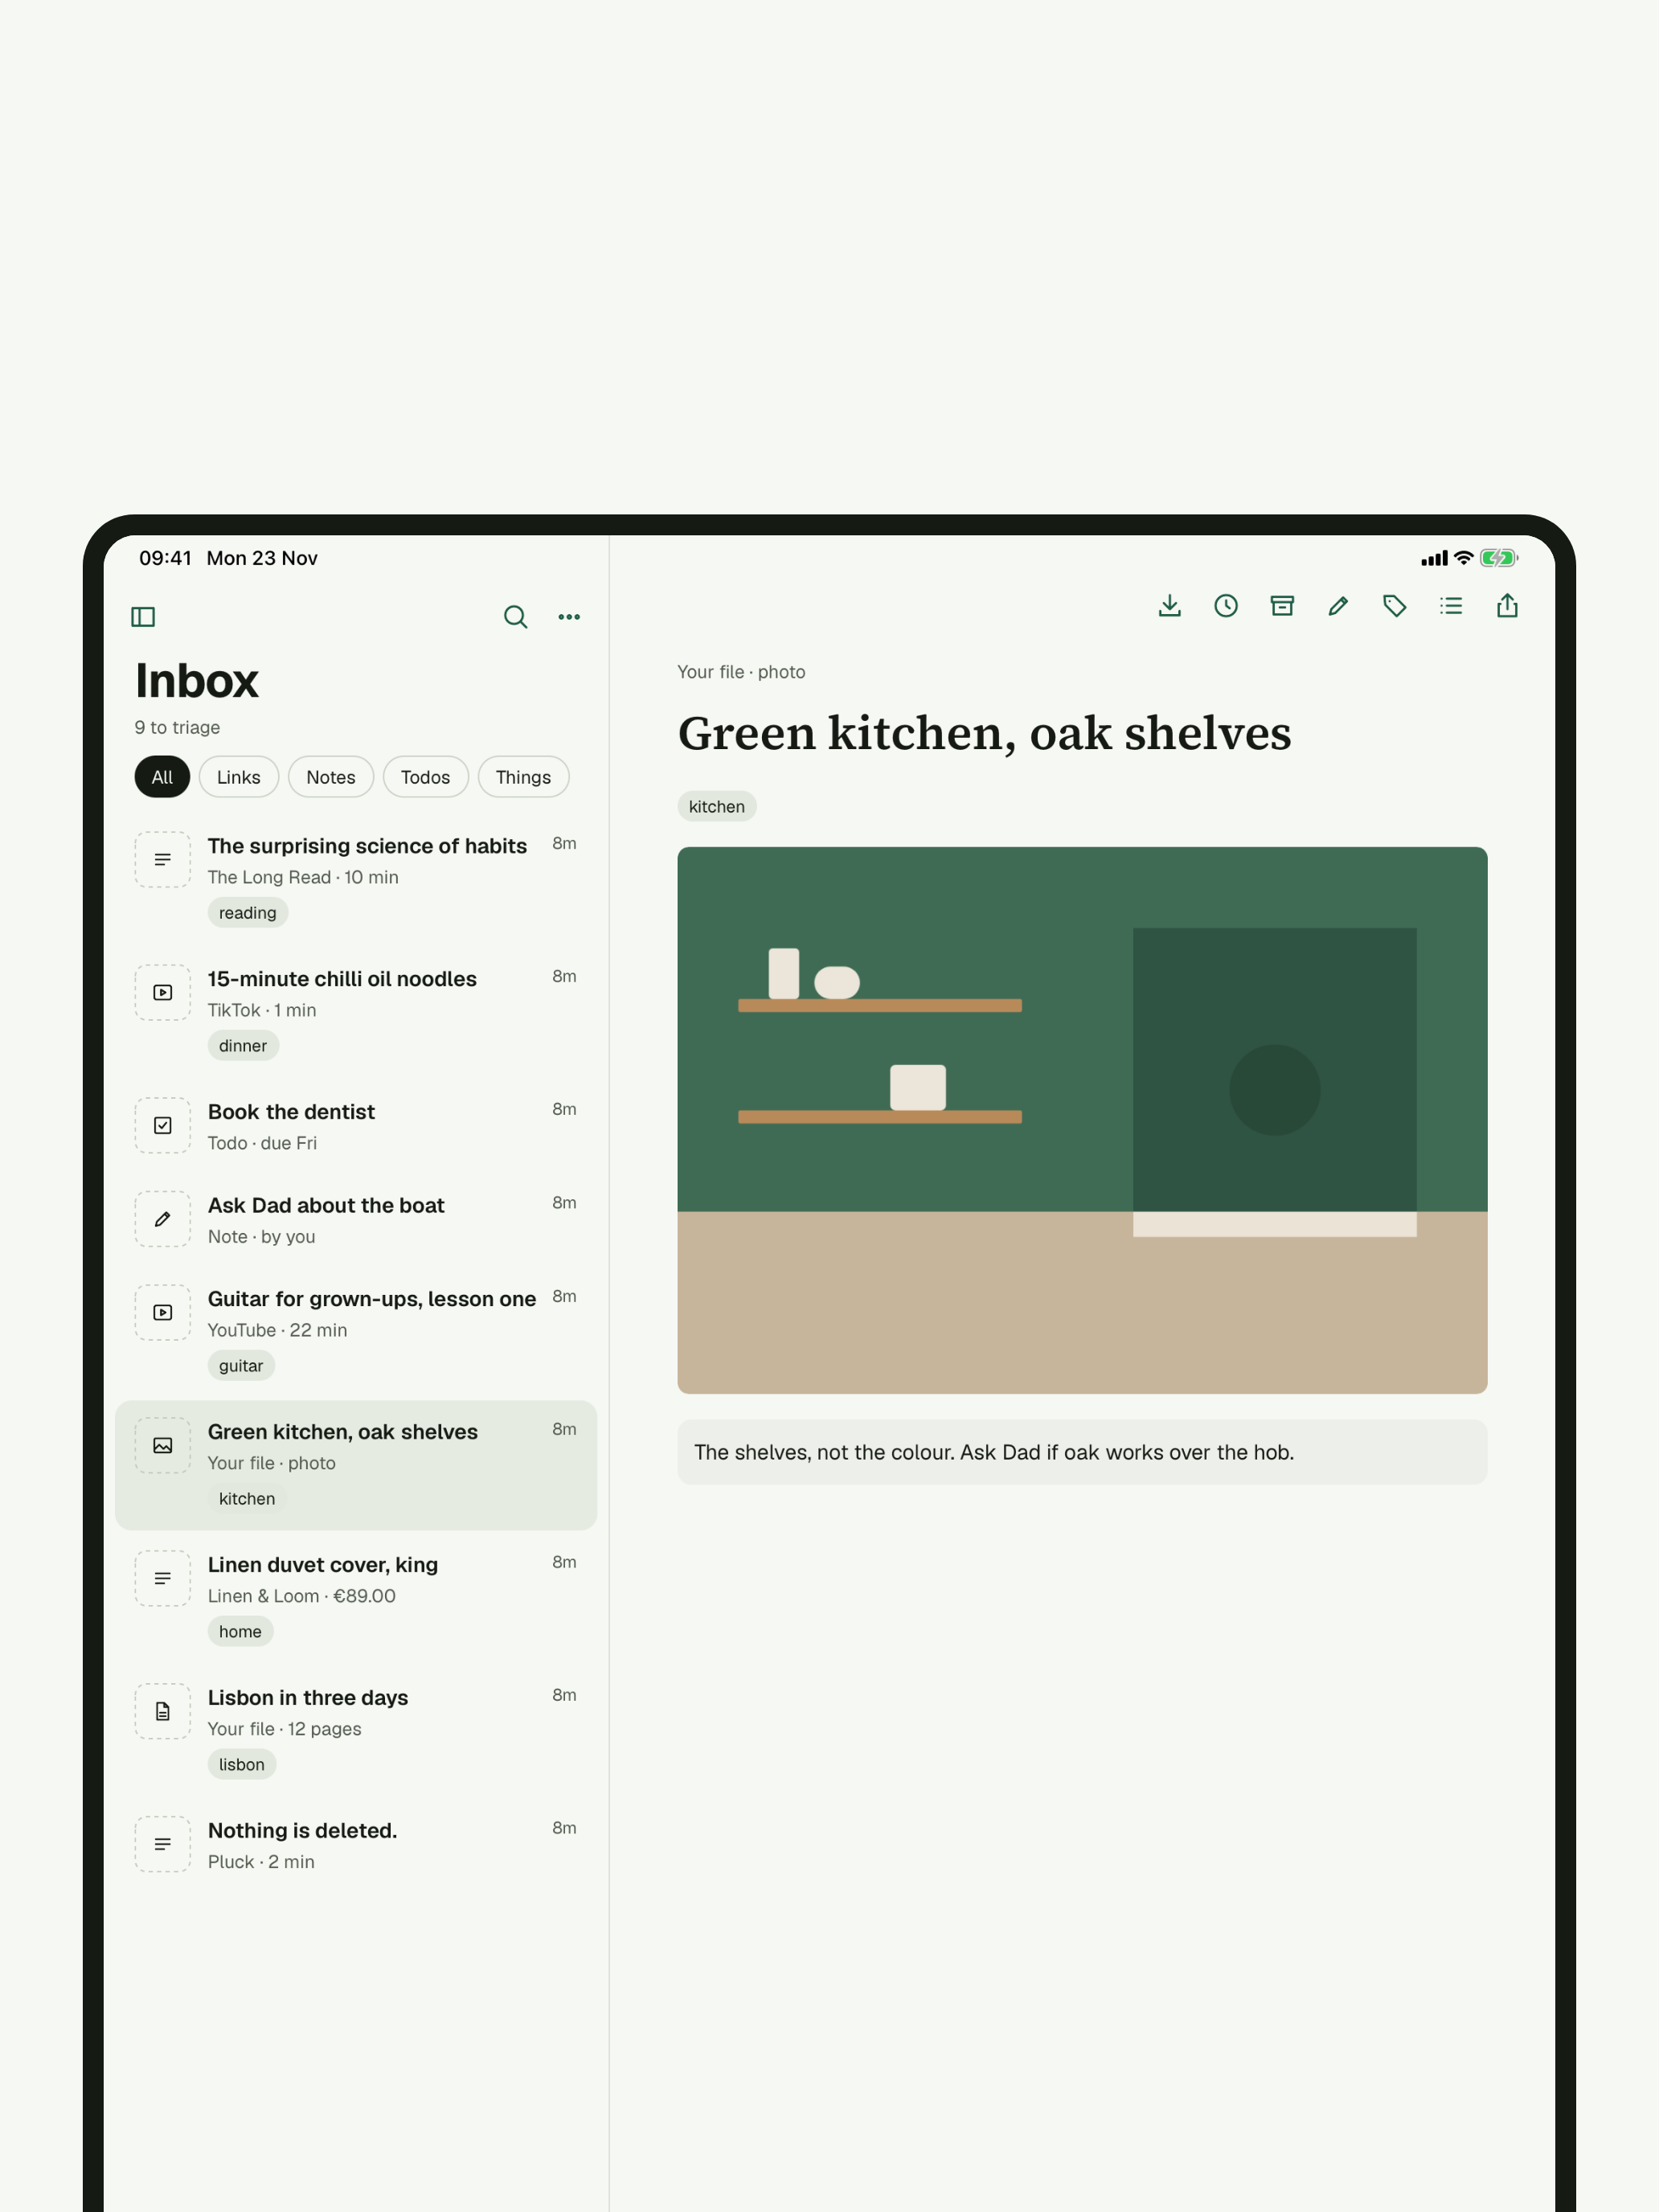 09:41 Mon 23 Nov
Inbox
9 to triage
All Links Notes Todos Things
The surprising science of habits 8m
The Long Read · 10 min
reading
15-minute chilli oil noodles 8m
TikTok · 1 min
dinner
Book the dentist 8m
Todo · due Fri
Ask Dad about the boat 8m
Note · by you
Guitar for grown-ups, lesson one 8m
YouTube · 22 min
guitar
Green kitchen, oak shelves 8m
Your file · photo
kitchen
Linen duvet cover, king 8m
Linen & Loom · €89.00
home
Lisbon in three days 8m
Your file · 12 pages
lisbon
Nothing is deleted. 8m
Pluck · 2 min
Your file · photo
Green kitchen, oak shelves
kitchen
The shelves, not the colour. Ask Dad if oak works over the hob.